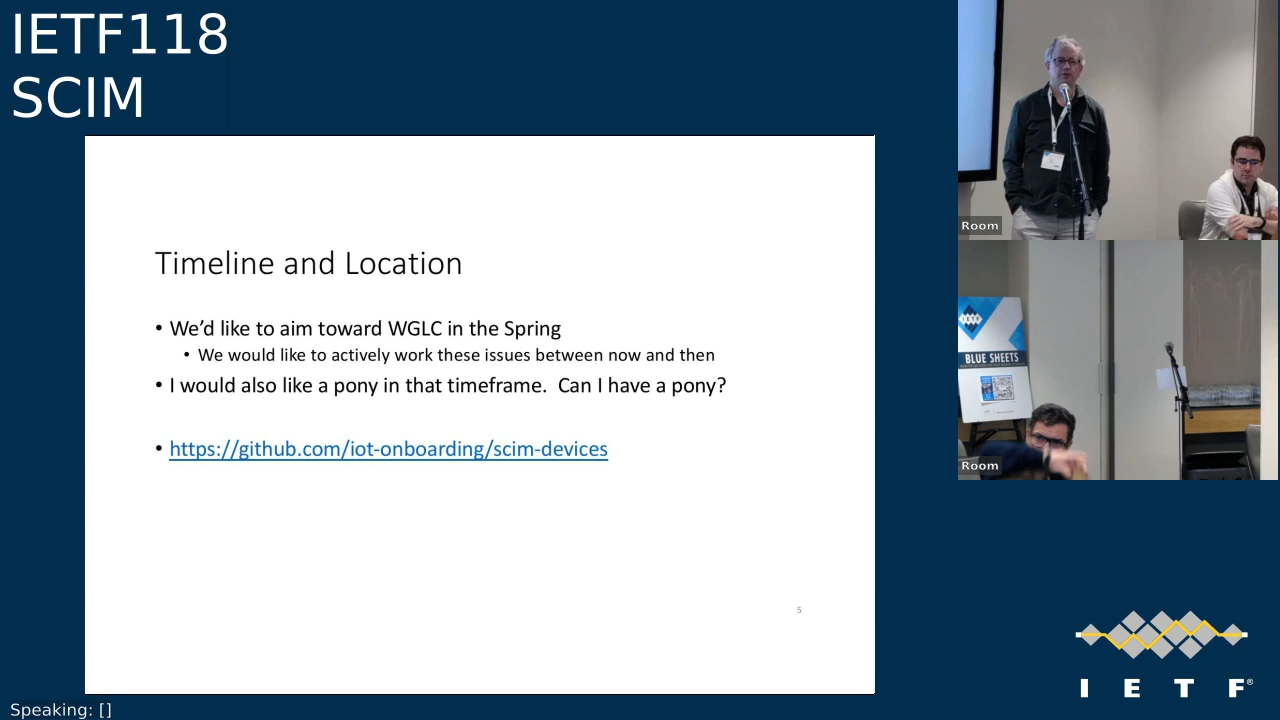 IETF118
SCIM
Timeline and Location
• We’d like to aim toward WGLC in the Spring
• We would like to actively work these issues between now and then
• I would also like a pony in that timeframe.  Can I have a pony?
• https://github.com/iot-onboarding/scim-devices
5
Room
IETF
BLUE SHEETS
Room
I E T F®
Speaking: []